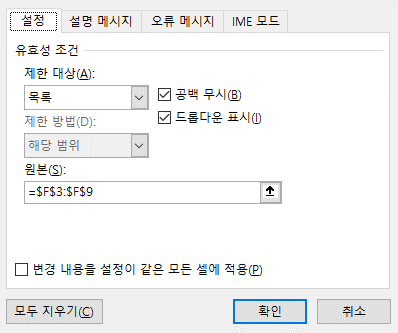 설정 설명 메시지 오류 메시지 IME 모드
유효성 조건
제한 대상(A):
목록
공백 무시(B)
제한 방법(D):
드롭다운 표시(I)
해당 범위
원본(S):
=$F$3:$F$9
변경 내용을 설정이 같은 모든 셀에 적용(P)
모두 지우기(C) 확인 취소